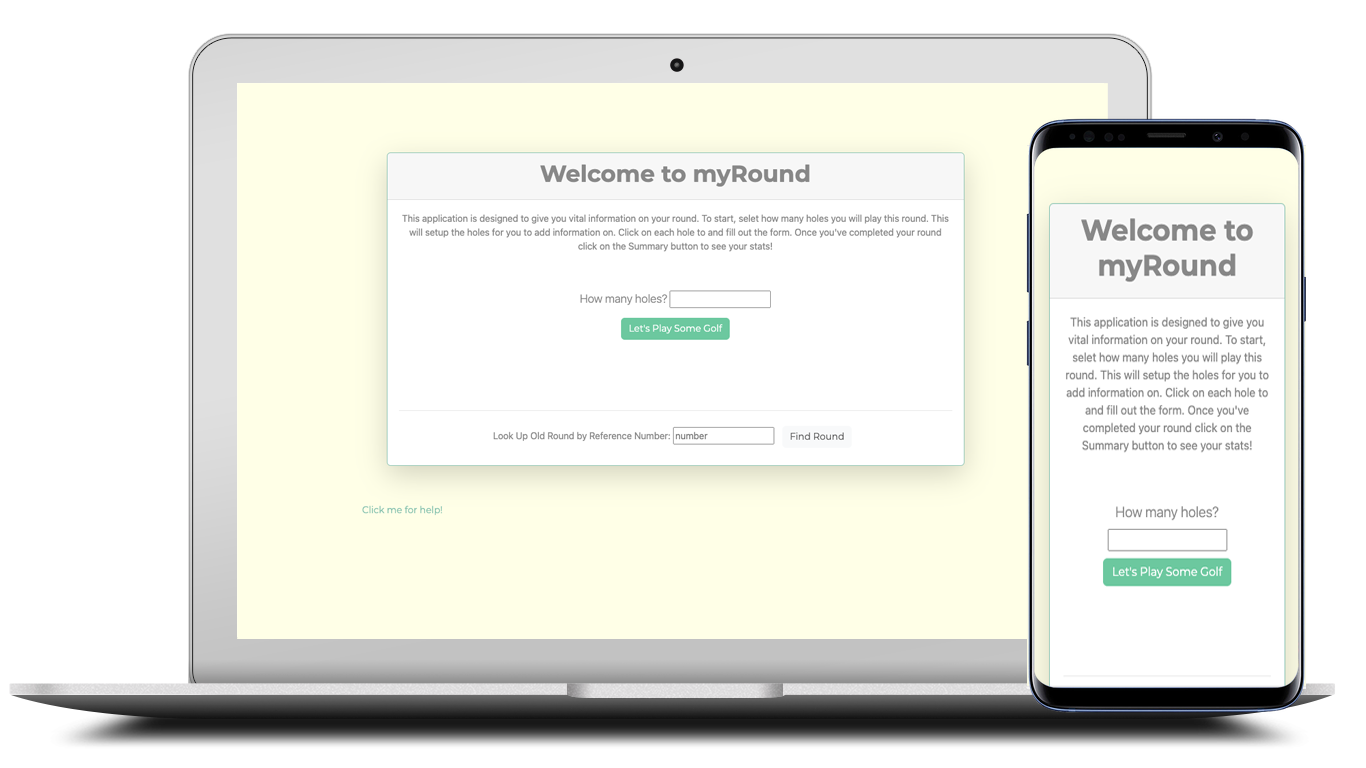 Welcome to myRound
This application is designed to give you vital information on your round. To start, selet how many holes you will play this round. This
will setup the holes for you to add information on. Click on each hole to and fill out the form. Once you've completed your round
click on the Summary button to see your stats!
How many holes?
Let's Play Some Golf
Look Up Old Round by Reference Number: number Find Round
Click me for help!
Welcome to
myRound
This application is designed to give you
vital information on your round. To start,
selet how many holes you will play this
round. This will setup the holes for you to
add information on. Click on each hole to
and fill out the form. Once you've
completed your round click on the
Summary button to see your stats!
How many holes?
Let's Play Some Golf